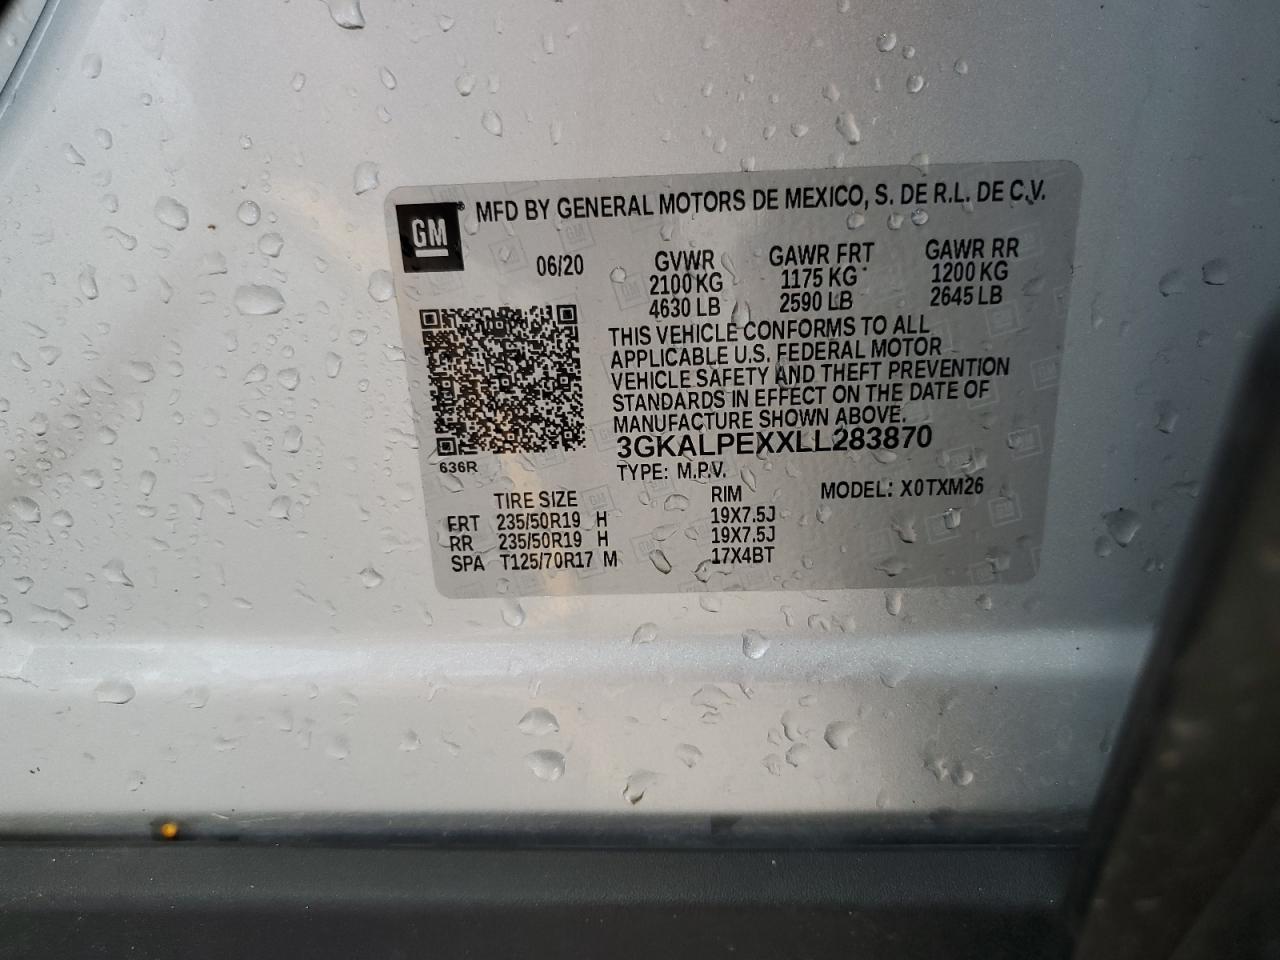 GM® MFD BY GENERAL MOTORS DE MEXICO, S. DE R.L. DE C.V.
06/20 GVWR GAWR FRT GAWR RR
2100 KG 1175 KG 1200 KG
4630 LB 2590 LB 2645 LB
THIS VEHICLE CONFORMS TO ALL
APPLICABLE U.S. FEDERAL MOTOR
VEHICLE SAFETY AND THEFT PREVENTION
STANDARDS IN EFFECT ON THE DATE OF
MANUFACTURE SHOWN ABOVE.
3GKALPEXXLL283870
636R
TYPE: M.P.V.
TIRE SIZE RIM MODEL: X0TXM26
FRT 235/50R19 H 19X7.5J
RR 235/50R19 H 19X7.5J
SPA T125/70R17 M 17X4BT